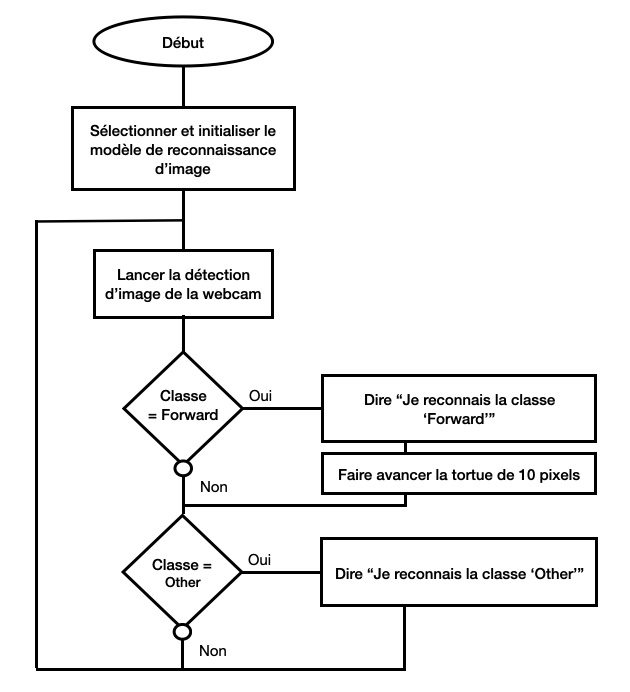 Début
Sélectionner et initialiser le
modèle de reconnaissance
d’image
Lancer la détection
d’image de la webcam
Classe
= Forward
Oui
Dire “Je reconnais la classe
‘Forward’”
Faire avancer la tortue de 10 pixels
Non
Classe =
Other
Oui
Dire “Je reconnais la classe ‘Other’”
Non